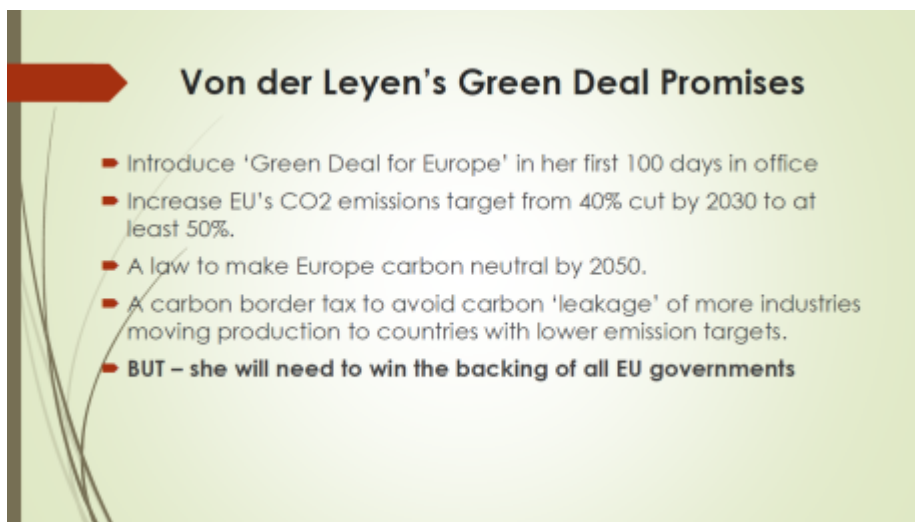 Von der Leyen’s Green Deal Promises
Introduce ‘Green Deal for Europe’ in her first 100 days in office
Increase EU’s CO2 emissions target from 40% cut by 2030 to at
least 50%.
A law to make Europe carbon neutral by 2050.
A carbon border tax to avoid carbon ‘leakage’ of more industries
moving production to countries with lower emission targets.
BUT – she will need to win the backing of all EU governments